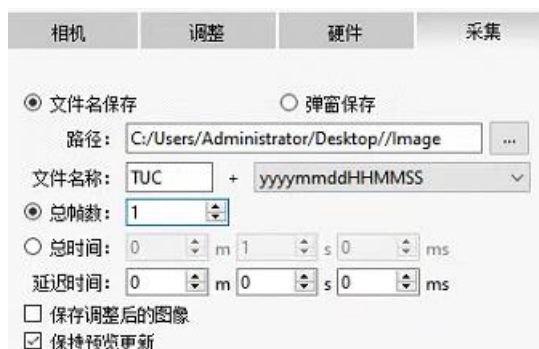 相机 调整 硬件 采集
文件名保存 弹窗保存
路径: C:/Users/Administrator/Desktop//Image ...
文件名称: TUC + yyyymmddHHMMSS
总帧数: 1
总时间: 0 m 1 s 0 ms
延迟时间: 0 m 0 s 0 ms
保存调整后的图像
保持预览更新